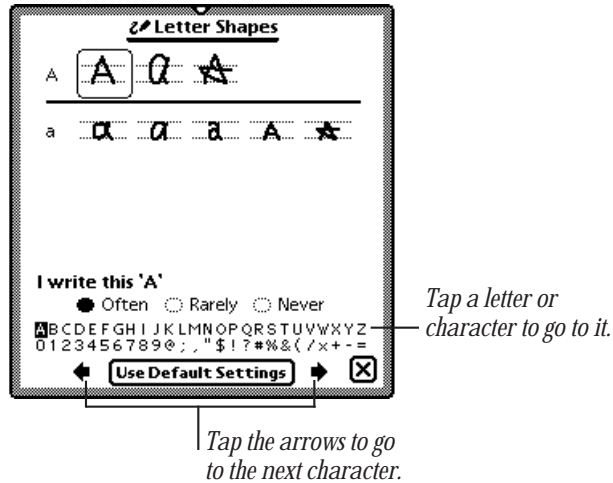 Letter Shapes
A A a A
a a a a A A
I write this 'A'
Often Rarely Never
ABCDEFGHIJKLMNOPQRSTUVWXYZ
0123456789@;,"$!?#%&(/x+-=
Use Default Settings
Tap a letter or
character to go to it.
Tap the arrows to go
to the next character.